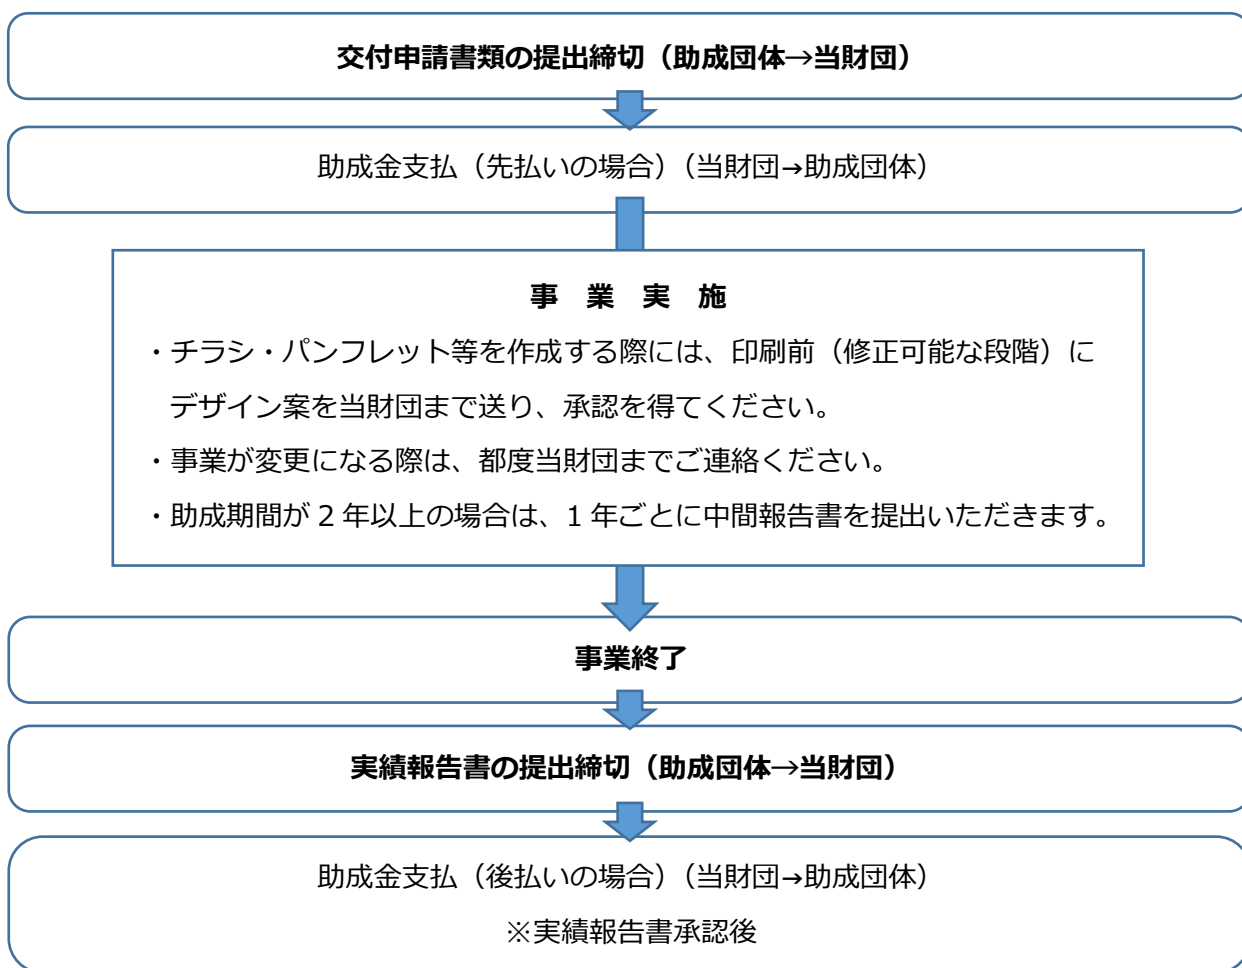 交付申請書類の提出締切（助成団体→当財団）
助成金支払（先払いの場合）（当財団→助成団体）
事　業　実　施
・チラシ・パンフレット等を作成する際には、印刷前（修正可能な段階）に
デザイン案を当財団まで送り、承認を得てください。
・事業が変更になる際は、都度当財団までご連絡ください。
・助成期間が 2 年以上の場合は、1 年ごとに中間報告書を提出いただきます。
事業終了
実績報告書の提出締切（助成団体→当財団）
助成金支払（後払いの場合）（当財団→助成団体）
※実績報告書承認後